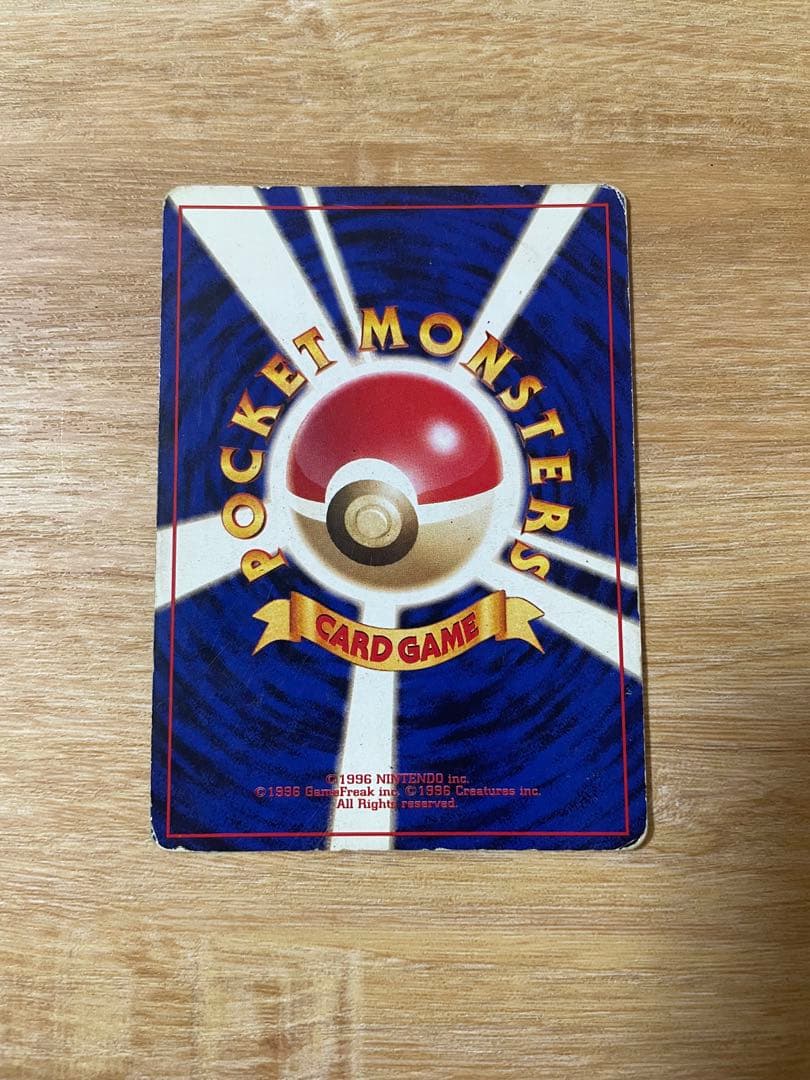 POCKET MONSTERS
CARD GAME
©1996 NINTENDO inc.
©1996 GameFreak inc. ©1996 Creatures inc.
All Rights reserved.